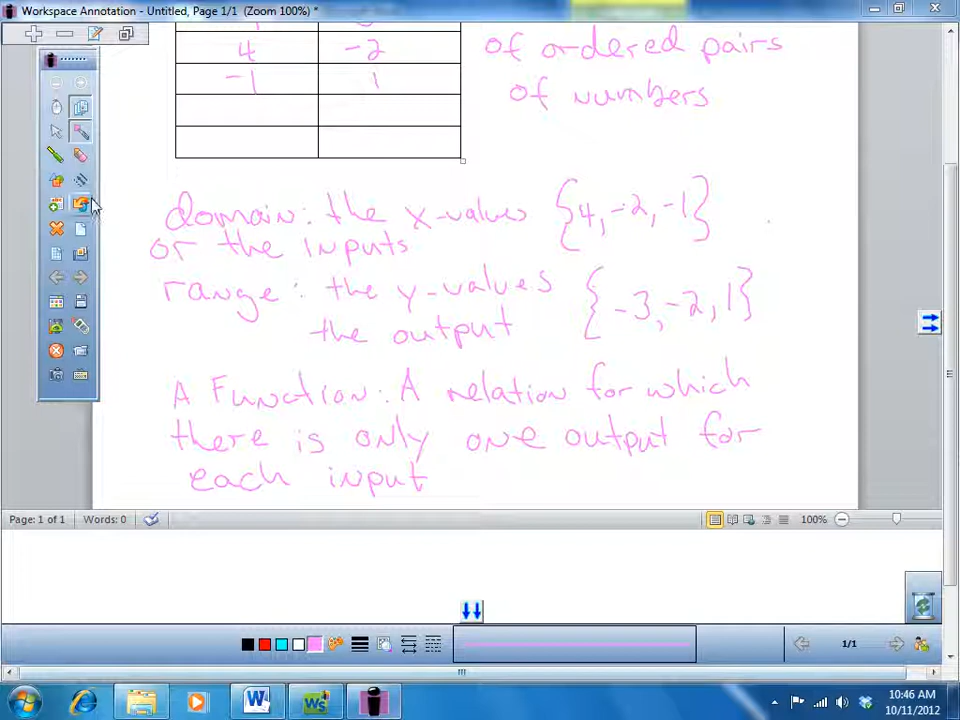 Workspace Annotation - Untitled, Page 1/1 (Zoom 100%) *
4 -2 of ordered pairs
-1 1 of numbers
domain: the x-values {4, -2, -1}
or the inputs
range: the y-values {-3, -2, 1}
the output
A Function: A relation for which
there is only one output for
each input
Page: 1 of 1 Words: 0 100%
1/1
10:46 AM
10/11/2012